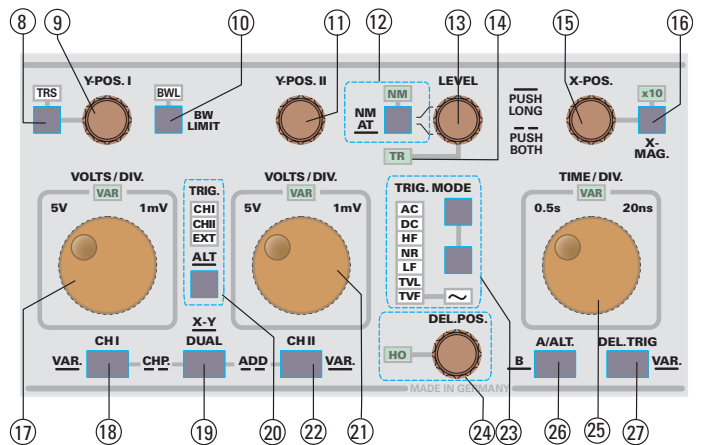 8 9 10 11 12 13 14 15 16
Y-POS. I
Y-POS. II
LEVEL
X-POS.
TRS
BWL
NM
x10
BW
LIMIT
NM
AT
PUSH
LONG
PUSH
BOTH
X-
MAG.
TR
VOLTS / DIV.
VAR
5V
1mV
TRIG.
CHI
CHII
EXT
ALT
VOLTS / DIV.
VAR
5V
1mV
TRIG. MODE
AC
DC
HF
NR
LF
TVL
TVF
~
TIME / DIV.
VAR
0.5s
20ns
X-Y
CH I
DUAL
CH II
VAR.
CHP.
ADD
VAR.
DEL.POS.
HO
A/ALT.
DEL.TRIG
B
VAR.
MADE IN GERMANY
17 18 19 20 22 21 24 23 26 25 27